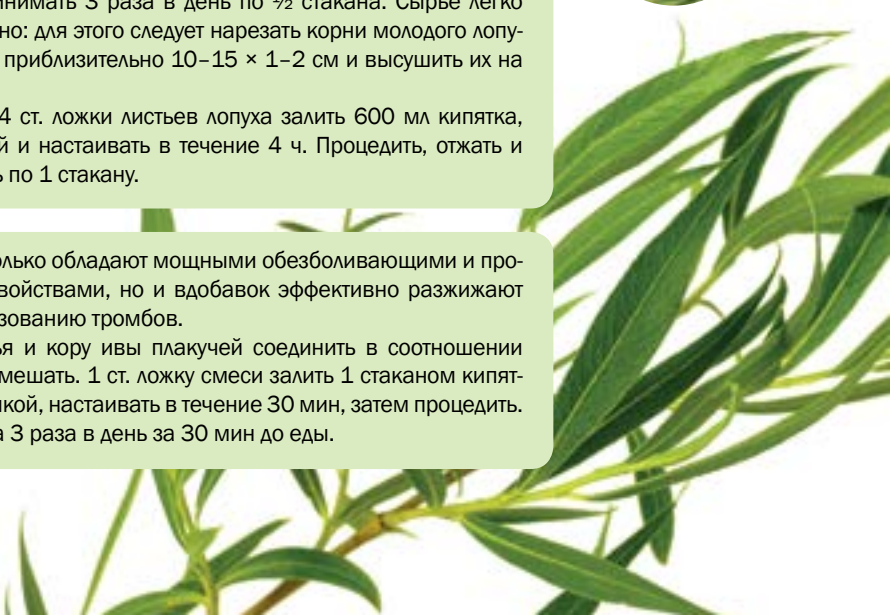 3 раза в день по ½ стакана. Сырье легко
для этого следует нарезать корни молодого лопу-
приблизительно 10–15 × 1–2 см и высушить их на
4 ст. ложки листьев лопуха залить 600 мл кипятка,
й и настаивать в течение 4 ч. Процедить, отжать и
ь по 1 стакану.
олько обладают мощными обезболивающими и про-
войствами, но и вдобавок эффективно разжижают
зованию тромбов.
ья и кору ивы плакучей соединить в соотношении
мешать. 1 ст. ложку смеси залить 1 стаканом кипят-
кой, настаивать в течение 30 мин, затем процедить.
а 3 раза в день за 30 мин до еды.